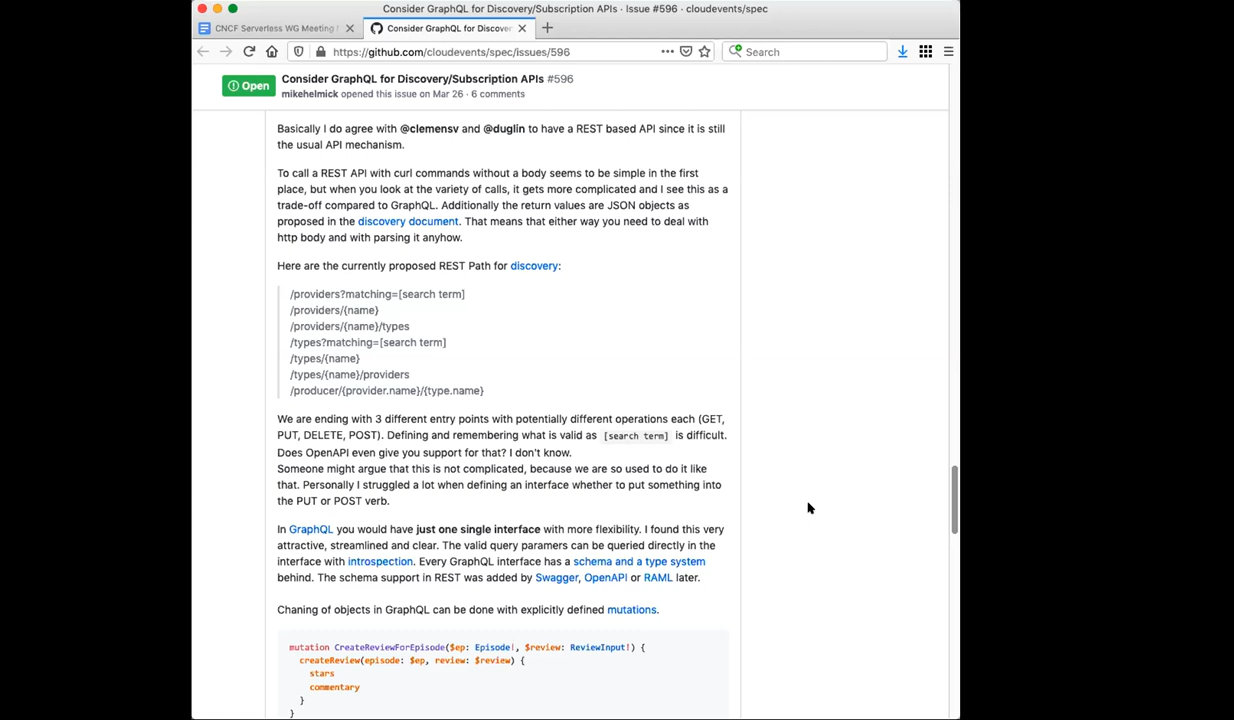 Consider GraphQL for Discovery/Subscription APIs · Issue #596 · cloudevents/spec
CNCF Serverless WG Meeting
Consider GraphQL for Discover
https://github.com/cloudevents/spec/issues/596
Search
Open
Consider GraphQL for Discovery/Subscription APIs #596
mikehelmick opened this issue on Mar 26 · 6 comments
Basically I do agree with @clemensv and @duglin to have a REST based API since it is still
the usual API mechanism.
To call a REST API with curl commands without a body seems to be simple in the first
place, but when you look at the variety of calls, it gets more complicated and I see this as a
trade-off compared to GraphQL. Additionally the return values are JSON objects as
proposed in the discovery document. That means that either way you need to deal with
http body and with parsing it anyhow.
Here are the currently proposed REST Path for discovery:
/providers?matching=[search term]
/providers/{name}
/providers/{name}/types
/types?matching=[search term]
/types/{name}
/types/{name}/providers
/producer/{provider.name}/{type.name}
We are ending with 3 different entry points with potentially different operations each (GET,
PUT, DELETE, POST). Defining and remembering what is valid as [search term] is difficult.
Does OpenAPI even give you support for that? I don't know.
Someone might argue that this is not complicated, because we are so used to do it like
that. Personally I struggled a lot when defining an interface whether to put something into
the PUT or POST verb.
In GraphQL you would have just one single interface with more flexibility. I found this very
attractive, streamlined and clear. The valid query paramers can be queried directly in the
interface with introspection. Every GraphQL interface has a schema and a type system
behind. The schema support in REST was added by Swagger, OpenAPI or RAML later.
Chaning of objects in GraphQL can be done with explicitly defined mutations.
mutation CreateReviewForEpisode($ep: Episode!, $review: ReviewInput!) {
createReview(episode: $ep, review: $review) {
stars
commentary
}
}